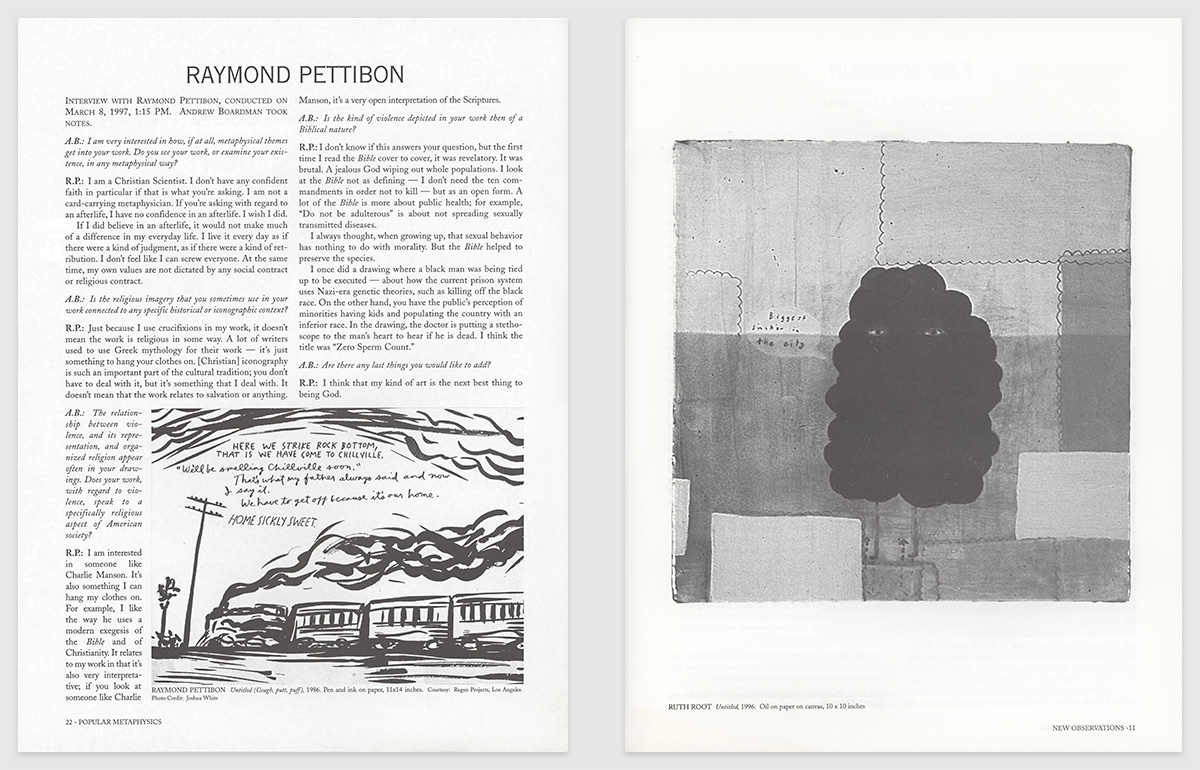 RAYMOND PETTIBON
INTERVIEW WITH RAYMOND PETTIBON, CONDUCTED ON
MARCH 8, 1997, 1:15 PM. ANDREW BOARDMAN TOOK
NOTES.
A.B.: I am very interested in how, if at all, metaphysical themes
get into your work. Do you see your work, or examine your exis-
tence, in any metaphysical way?
R.P.: I am a Christian Scientist. I don't have any confident
faith in particular if that is what you're asking. I am not a
card-carrying metaphysician. If you're asking with regard to
an afterlife, I have no confidence in an afterlife. I wish I did.
If I did believe in an afterlife, it would not make much
of a difference in my everyday life. I live it every day as if
there were a kind of judgment, as if there were a kind of ret-
ribution. I don't feel like I can screw everyone. At the same
time, my own values are not dictated by any social contract
or religious contract.
A.B.: Is the religious imagery that you sometimes use in your
work connected to any specific historical or iconographic context?
R.P.: Just because I use crucifixions in my work, it doesn't
mean the work is religious in some way. A lot of writers
used to use Greek mythology for their work — it's just
something to hang your clothes on. [Christian] iconography
is such an important part of the cultural tradition; you don't
have to deal with it, but it's something that I deal with. It
doesn't mean that the work relates to salvation or anything.
A.B.: The relation-
ship between vio-
lence, and its repre-
sentation, and orga-
nized religion appear
often in your draw-
ings. Does your work,
with regard to vio-
lence, speak to a
specifically religious
aspect of American
society?
R.P.: I am interested
in someone like
Charlie Manson. It's
also something I can
hang my clothes on.
For example, I like
the way he uses a
modern exegesis of
the Bible and of
Christianity. It relates
to my work in that it's
also very interpreta-
tive; if you look at
someone like Charlie
Manson, it's a very open interpretation of the Scriptures.
A.B.: Is the kind of violence depicted in your work then of a
Biblical nature?
R.P.: I don't know if this answers your question, but the first
time I read the Bible cover to cover, it was revelatory. It was
brutal. A jealous God wiping out whole populations. I look
at the Bible not as defining — I don't need the ten com-
mandments in order not to kill — but as an open form. A
lot of the Bible is more about public health; for example,
"Do not be adulterous" is about not spreading sexually
transmitted diseases.
I always thought, when growing up, that sexual behavior
has nothing to do with morality. But the Bible helped to
preserve the species.
I once did a drawing where a black man was being tied
up to be executed — about how the current prison system
uses Nazi-era genetic theories, such as killing off the black
race. On the other hand, you have the public's perception of
minorities having kids and populating the country with an
inferior race. In the drawing, the doctor is putting a stetho-
scope to the man's heart to hear if he is dead. I think the
title was "Zero Sperm Count."
A.B.: Are there any last things you would like to add?
R.P.: I think that my kind of art is the next best thing to
being God.
HERE WE STRIKE ROCK BOTTOM,
THAT IS WE HAVE COME TO CHILLVILLE.
"We'll be smelling Chillville soon."
That's what my father always said and now
I say it.
We have to get off because it's our home.
HOME SICKLY SWEET.
RAYMOND PETTIBON Untitled (Cough, putt, puff). 1986. Pen and ink on paper, 11x14 inches. Courtesy: Regen Projects, Los Angeles.
Photo Credit: Joshua White
22 - POPULAR METAPHYSICS
Biggest
sucker in
the city
RUTH ROOT Untitled, 1996. Oil on paper on canvas, 10 x 10 inches
NEW OBSERVATIONS -11